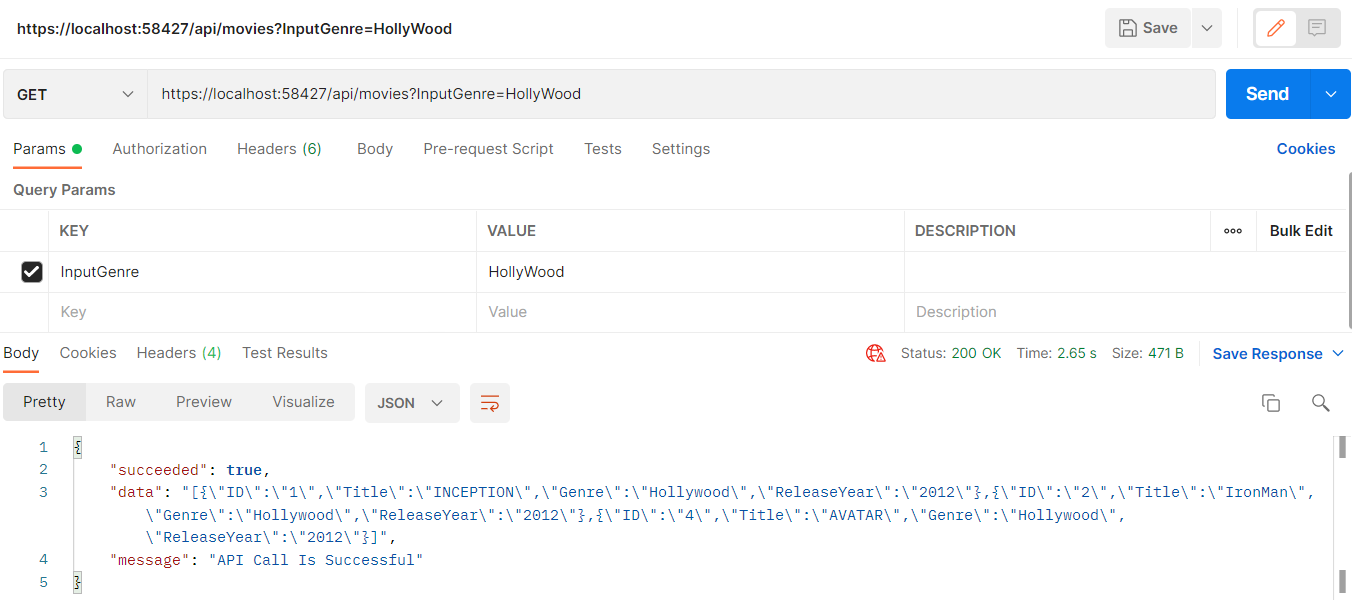 https://localhost:58427/api/movies?InputGenre=HollyWood
Save
GET
https://localhost:58427/api/movies?InputGenre=HollyWood
Send
Params Authorization Headers (6) Body Pre-request Script Tests Settings Cookies
Query Params
KEY VALUE DESCRIPTION Bulk Edit
InputGenre HollyWood
Key Value Description
Body Cookies Headers (4) Test Results Status: 200 OK Time: 2.65 s Size: 471 B Save Response
Pretty Raw Preview Visualize JSON
1 {
2 "succeeded": true,
3 "data": "[{\"ID\":\"1\",\"Title\":\"INCEPTION\",\"Genre\":\"Hollywood\",\"ReleaseYear\":\"2012\"},{\"ID\":\"2\",\"Title\":\"IronMan\",
\"Genre\":\"Hollywood\",\"ReleaseYear\":\"2012\"},{\"ID\":\"4\",\"Title\":\"AVATAR\",\"Genre\":\"Hollywood\",
\"ReleaseYear\":\"2012\"}]",
4 "message": "API Call Is Successful"
5 }